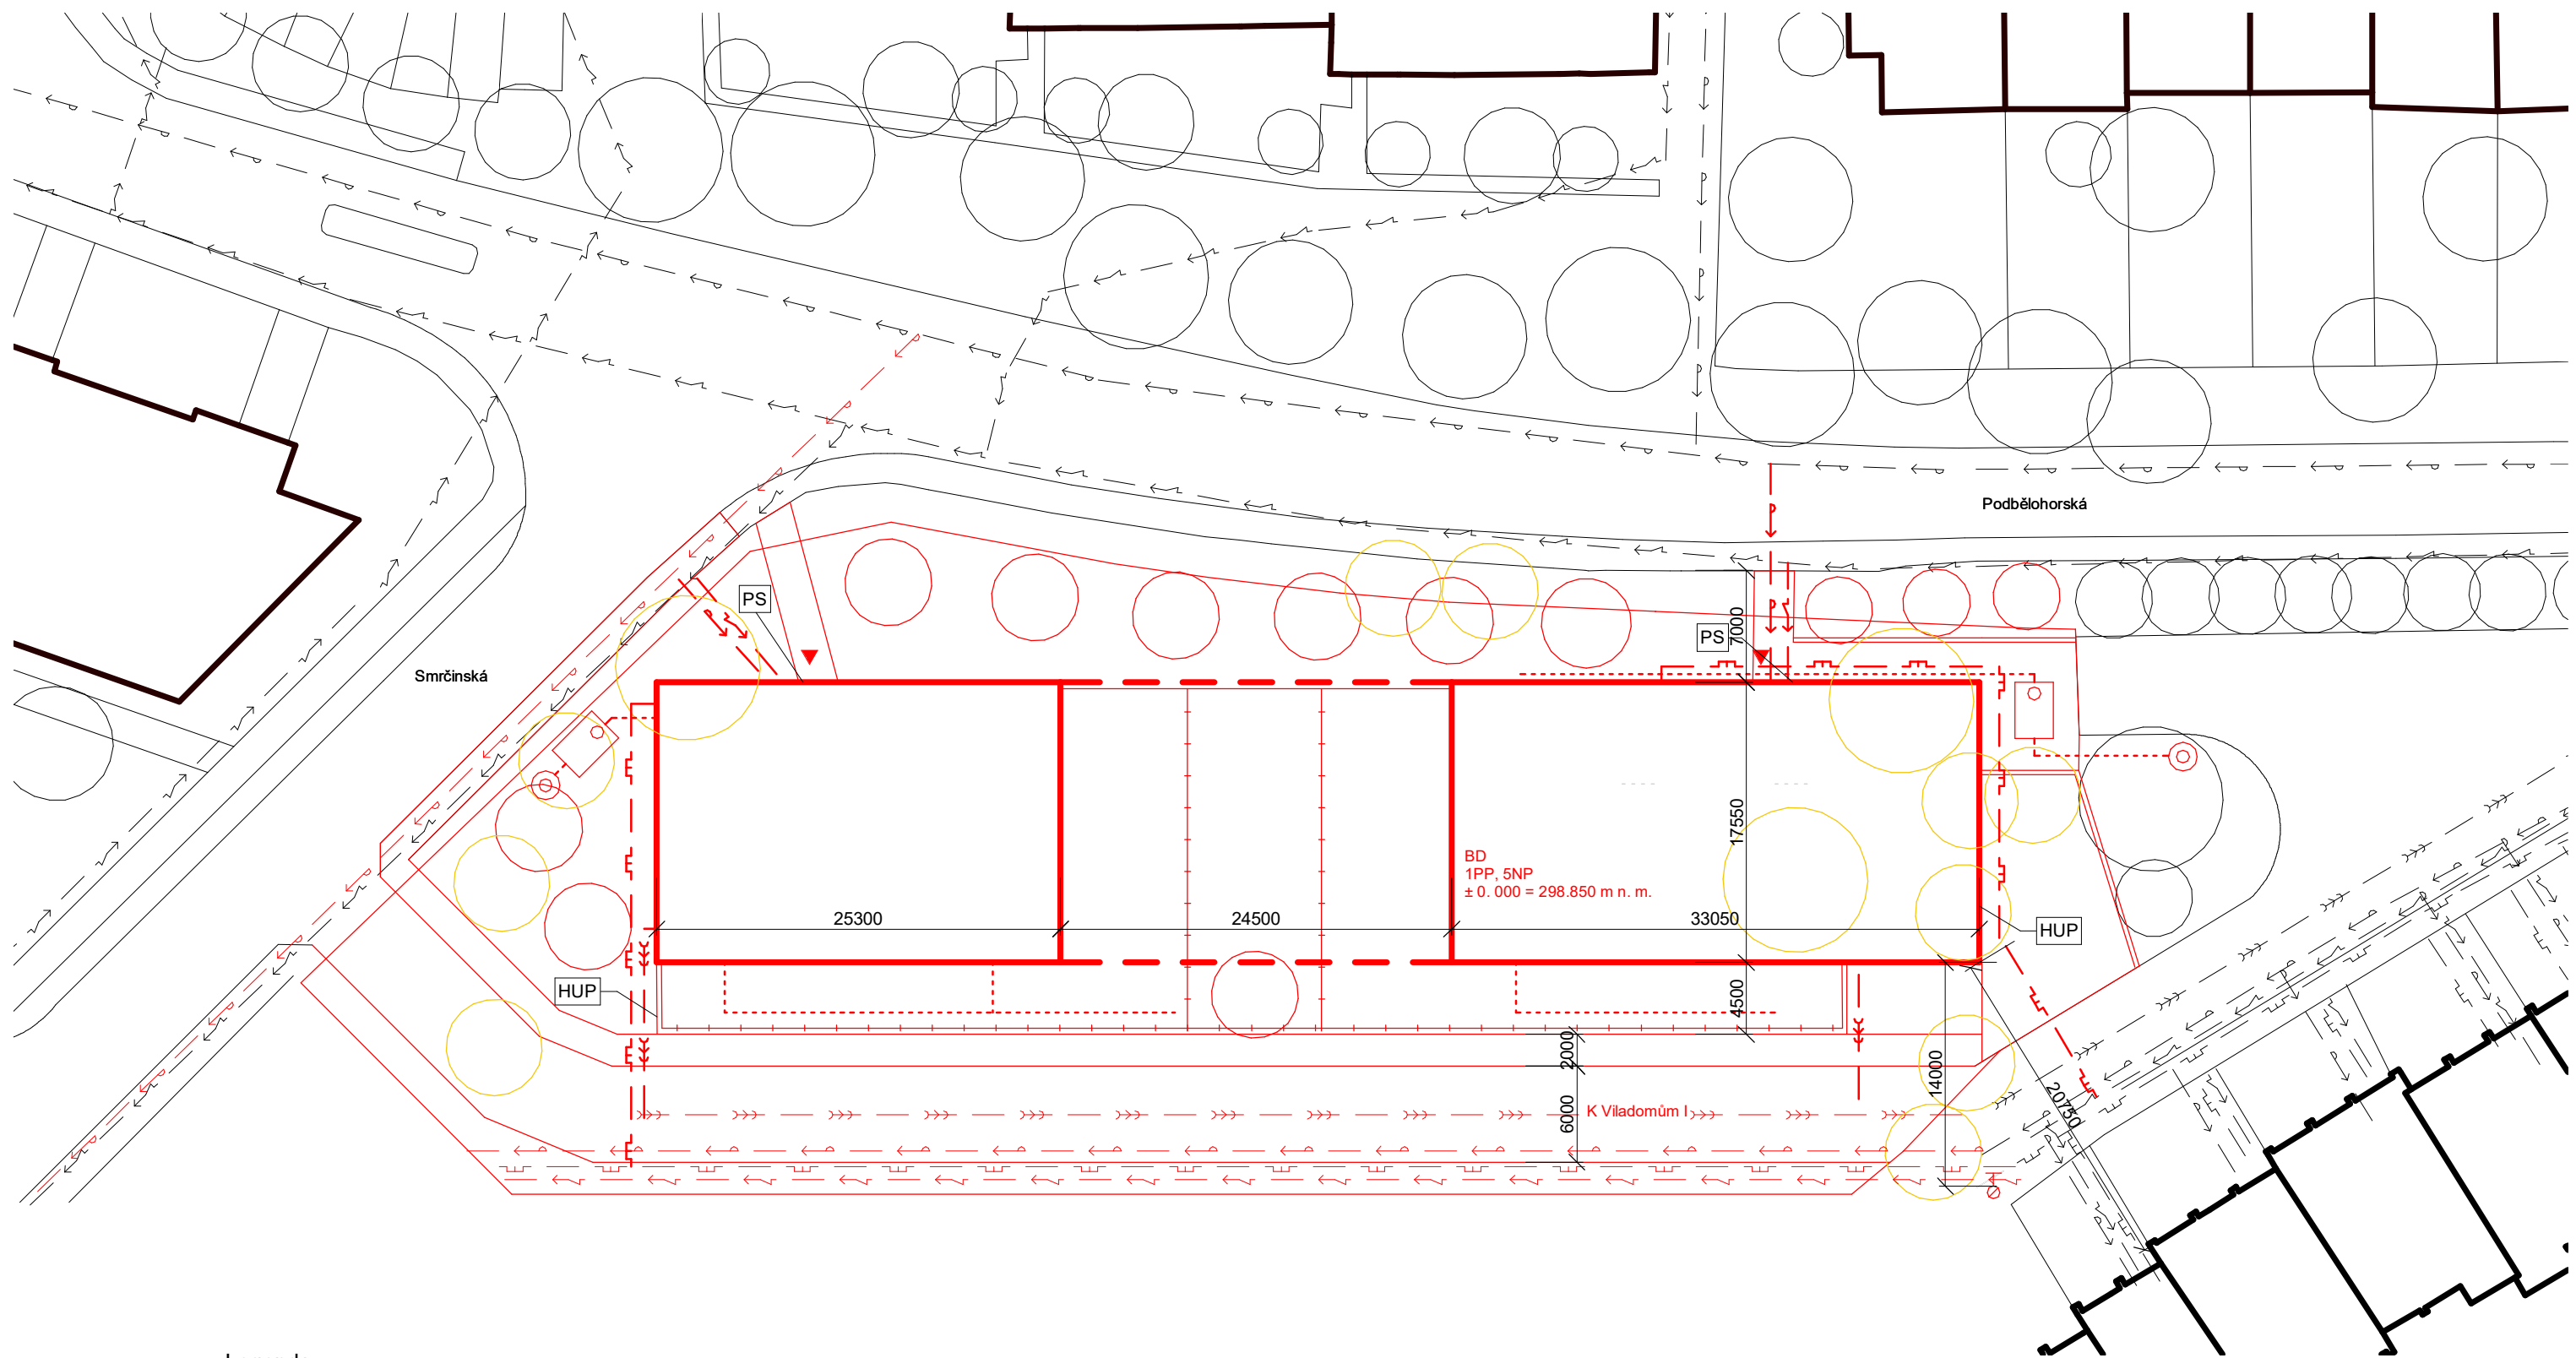 Podbělohorská
Smrčinská
PS
PS
7000
17550
BD
1PP, 5NP
± 0. 000 = 298.850 m n. m.
25300
24500
33050
HUP
HUP
4500
2000
14000
6000
K Viladomům I
20750